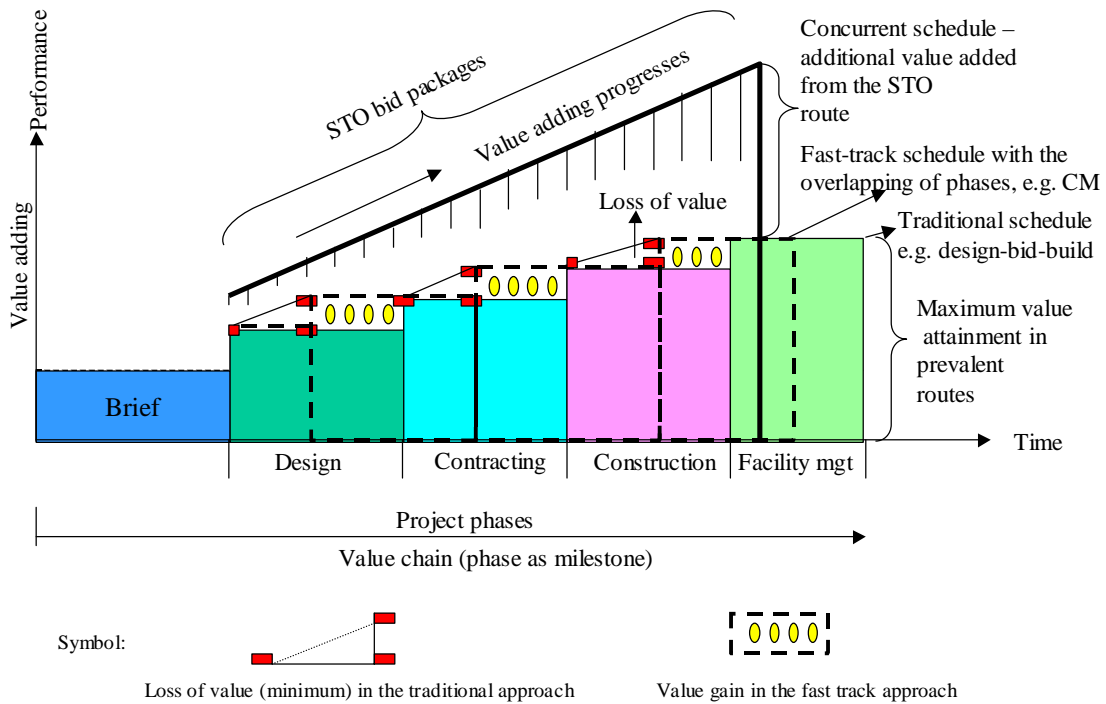 Performance
Value adding
STO bid packages
Value adding progresses
Concurrent schedule –
additional value added
from the STO
route
Fast-track schedule with the
overlapping of phases, e.g. CM
Loss of value
Traditional schedule
e.g. design-bid-build
Maximum value
attainment in
prevalent
routes
Brief
Time
Design
Contracting
Construction
Facility mgt
Project phases
Value chain (phase as milestone)
Symbol:
Loss of value (minimum) in the traditional approach
Value gain in the fast track approach